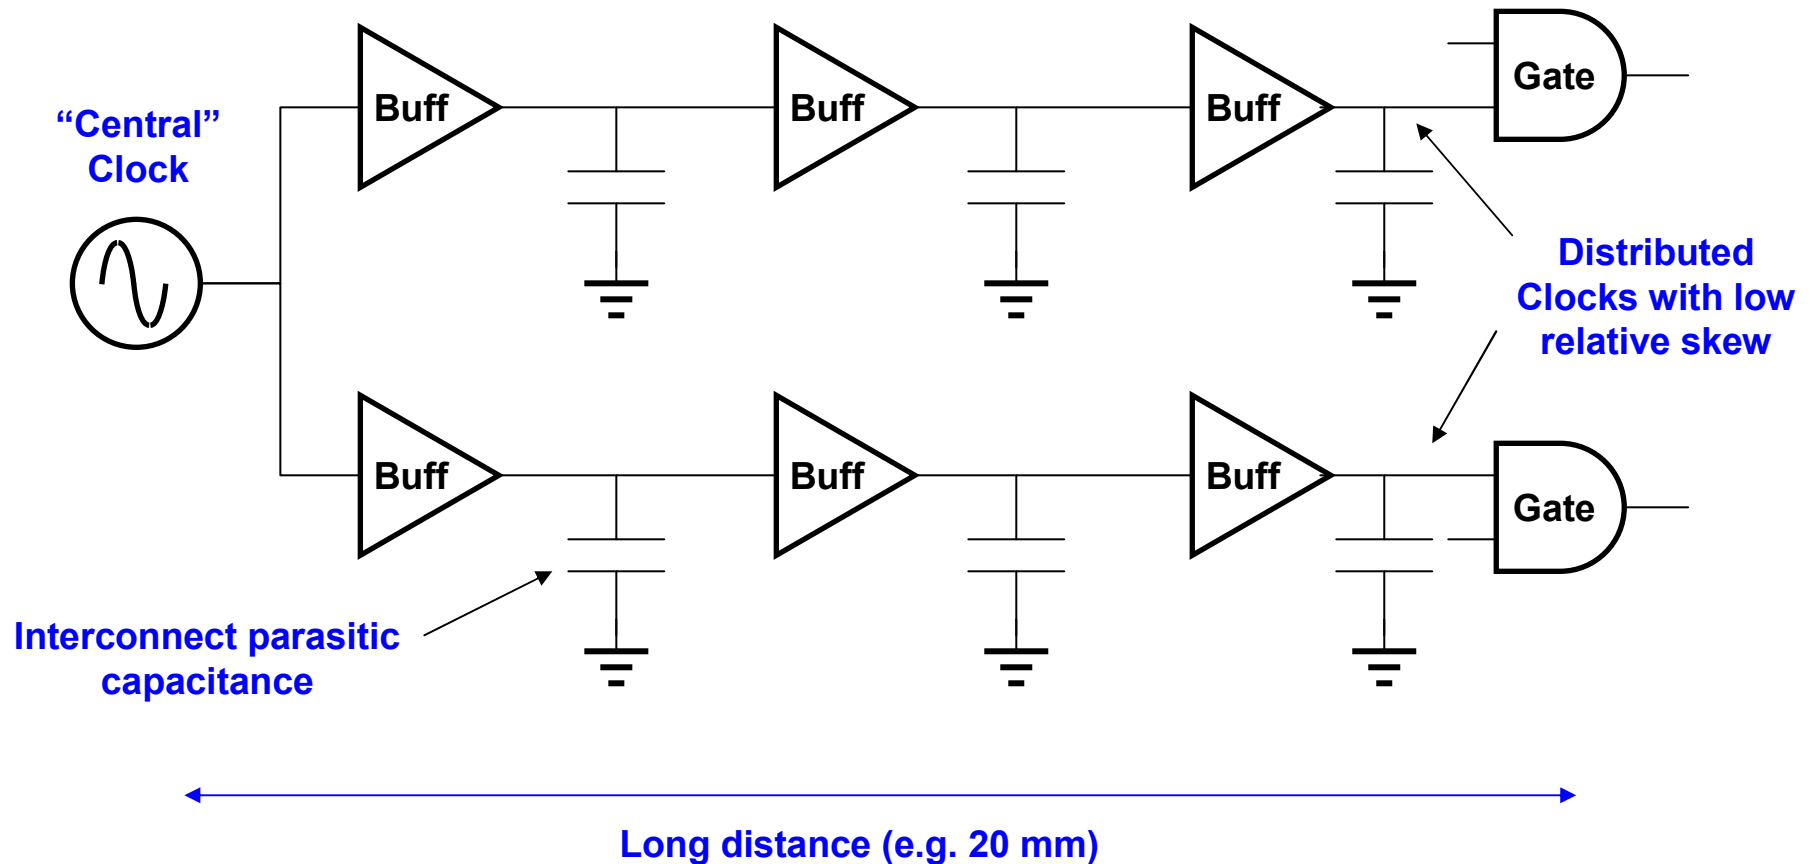 “Central”
Clock
Buff
Buff
Buff
Gate
Distributed
Clocks with low
relative skew
Buff
Buff
Buff
Gate
Interconnect parasitic
capacitance
Long distance (e.g. 20 mm)